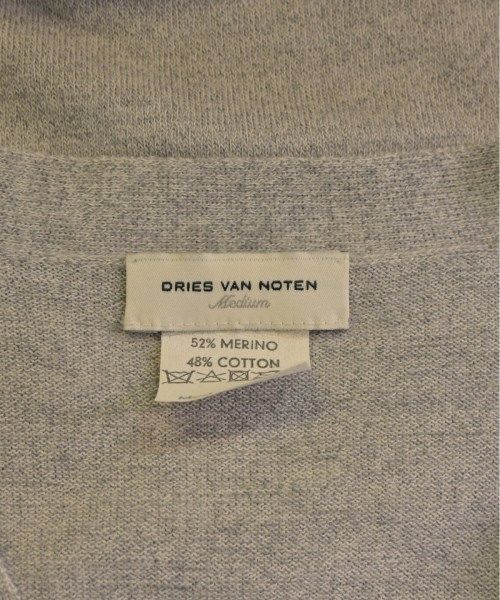 DRIES VAN NOTEN
Medium
52% MERINO
48% COTTON